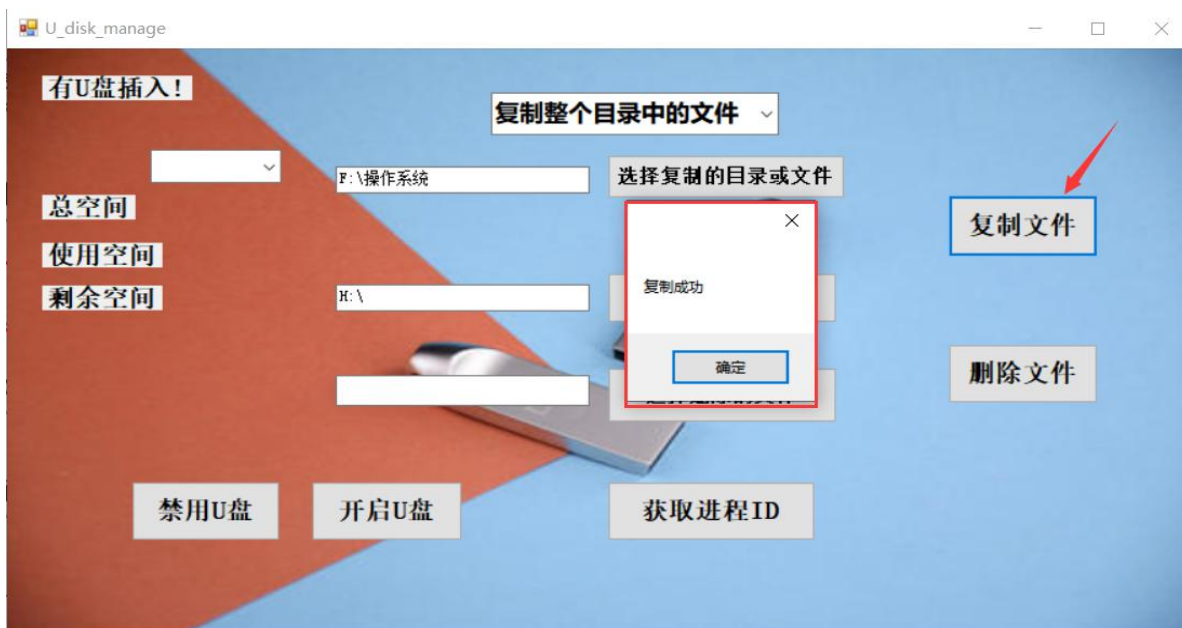 U_disk_manage
有U盘插入!
复制整个目录中的文件
F:\操作系统
选择复制的目录或文件
总空间
复制文件
使用空间
复制成功
剩余空间
H:\
确定
删除文件
禁用U盘
开启U盘
获取进程ID